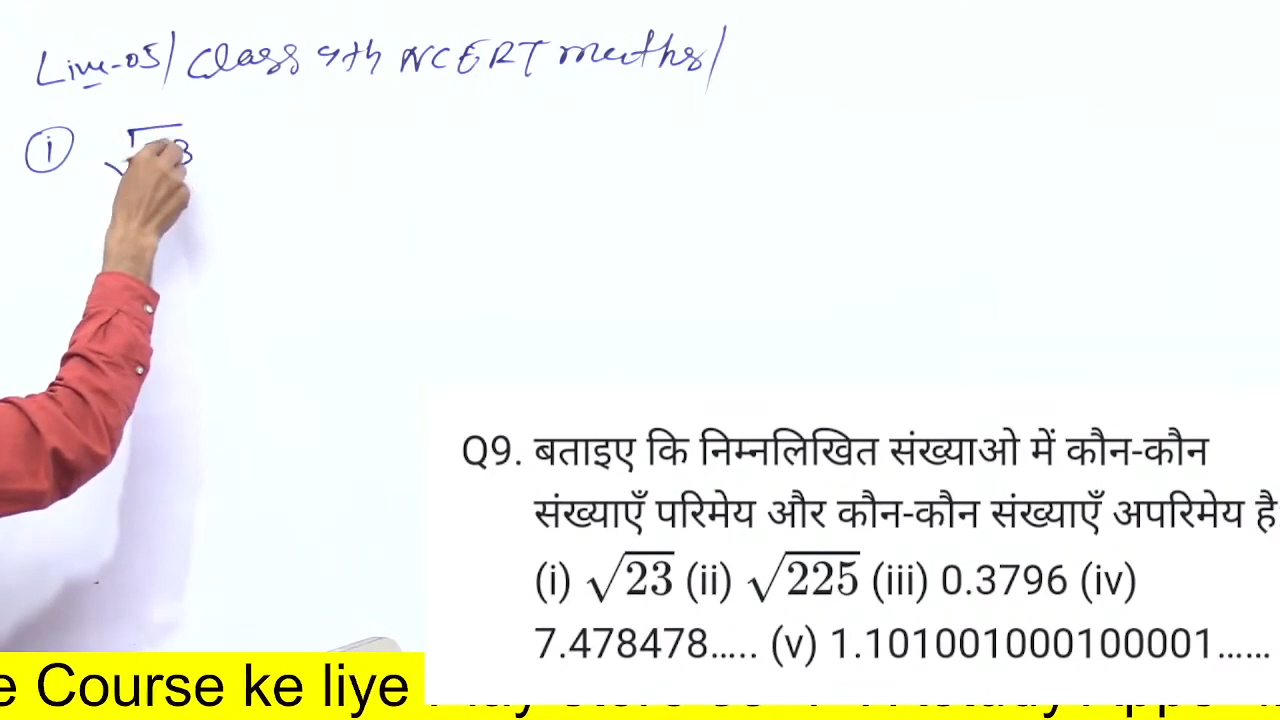 Live-05/ Class 9th NCERT maths/
(i) √23
Q9. बताइए कि निम्नलिखित संख्याओ में कौन-कौन
संख्याएँ परिमेय और कौन-कौन संख्याएँ अपरिमेय है
(i) √23 (ii) √225 (iii) 0.3796 (iv)
7.478478..... (v) 1.101001000100001......
e Course ke liye